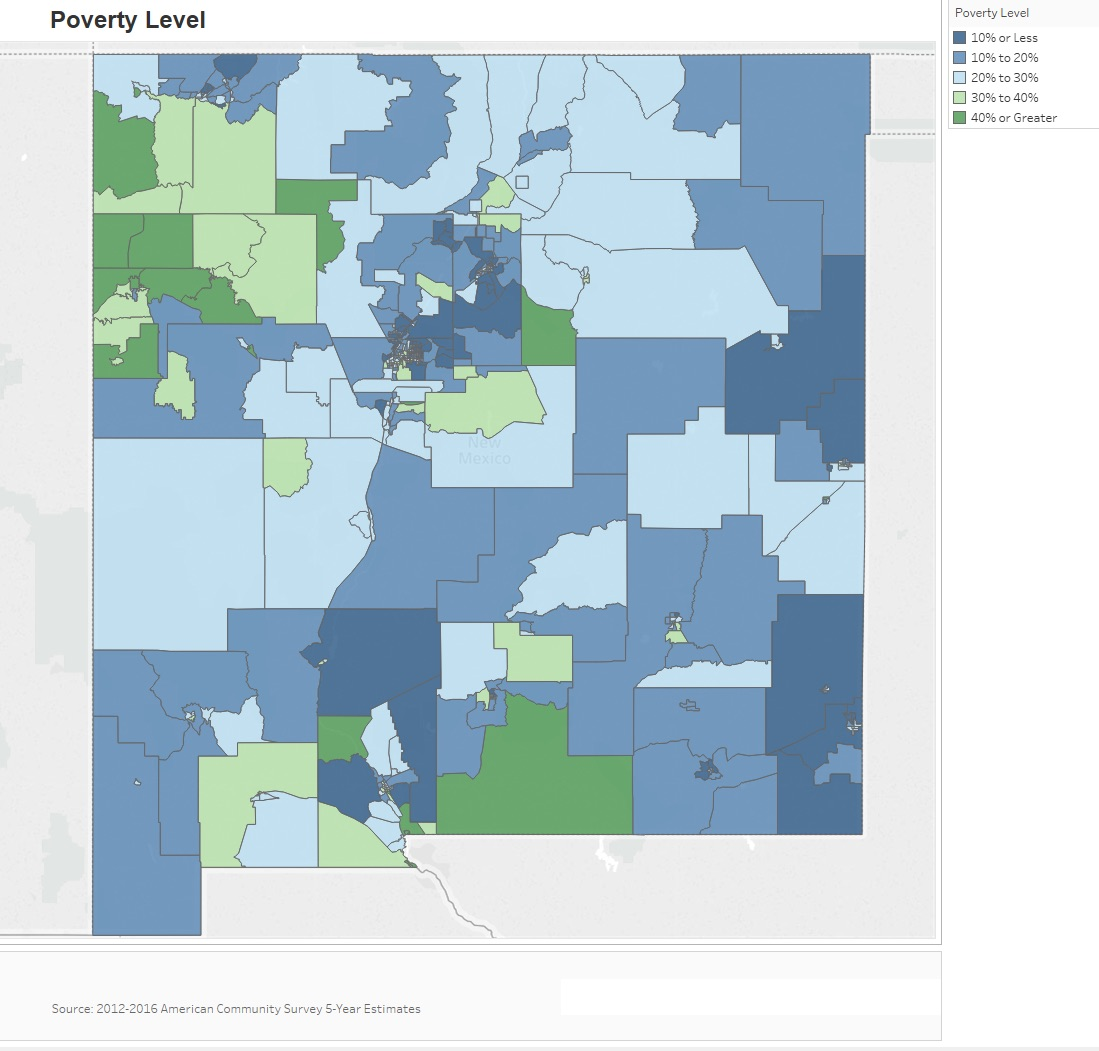 Poverty Level
Poverty Level
10% or Less
10% to 20%
20% to 30%
30% to 40%
40% or Greater
New
Mexico
Source: 2012-2016 American Community Survey 5-Year Estimates